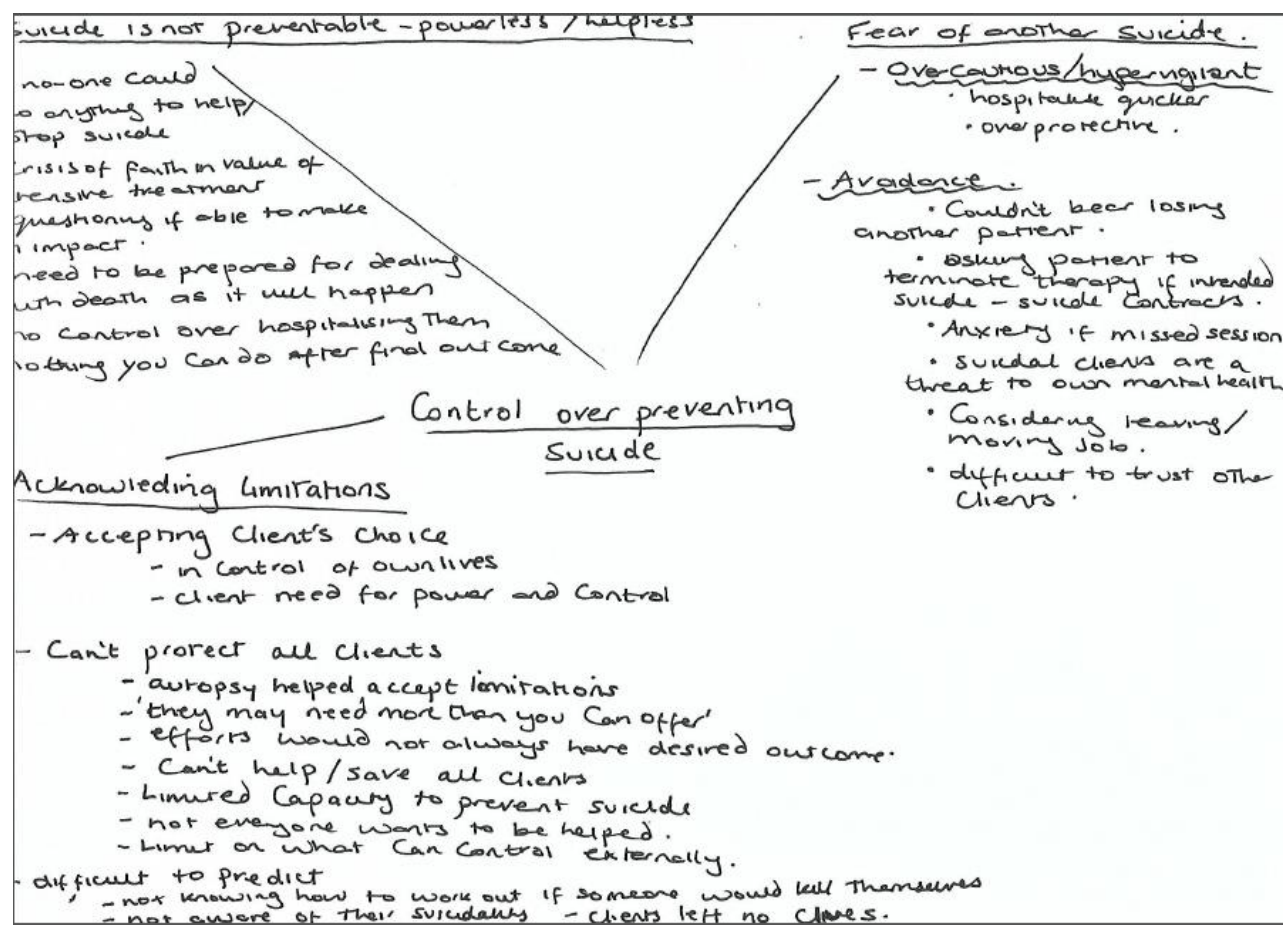 Suicide is not preventable - powerless / helpless
no-one could
o anything to help/
stop suicide
crisis of faith in value of
tensive treatment
questioning if able to make
n impact.
need to be prepared for dealing
with death as it will happen
no control over hospitalising them
nothing you can do after final outcome
Fear of another suicide.
- Overcautious/hypervigilant
• hospitalise quicker
• overprotective.
- Avoidance.
• Couldn't bear losing
another patient.
• asking patient to
terminate therapy if intended
suicide - suicide contracts.
• Anxiety if missed session
• suicidal clients are a
threat to own mental health
• Considering leaving/
moving job.
• difficult to trust other
clients.
Control over preventing
suicide
Acknowleding limitations
- Accepting client's choice
- in control of own lives
- client need for power and control
- Can't protect all clients
- autopsy helped accept limitations
- 'they may need more than you can offer'
- efforts would not always have desired outcome.
- Can't help/save all clients
- Limited capacity to prevent suicide
- not everyone wants to be helped.
- Limit on what can control externally.
- difficult to predict
- not knowing how to work out if someone would kill themselves
- not aware of their suicidality - clients left no clues.